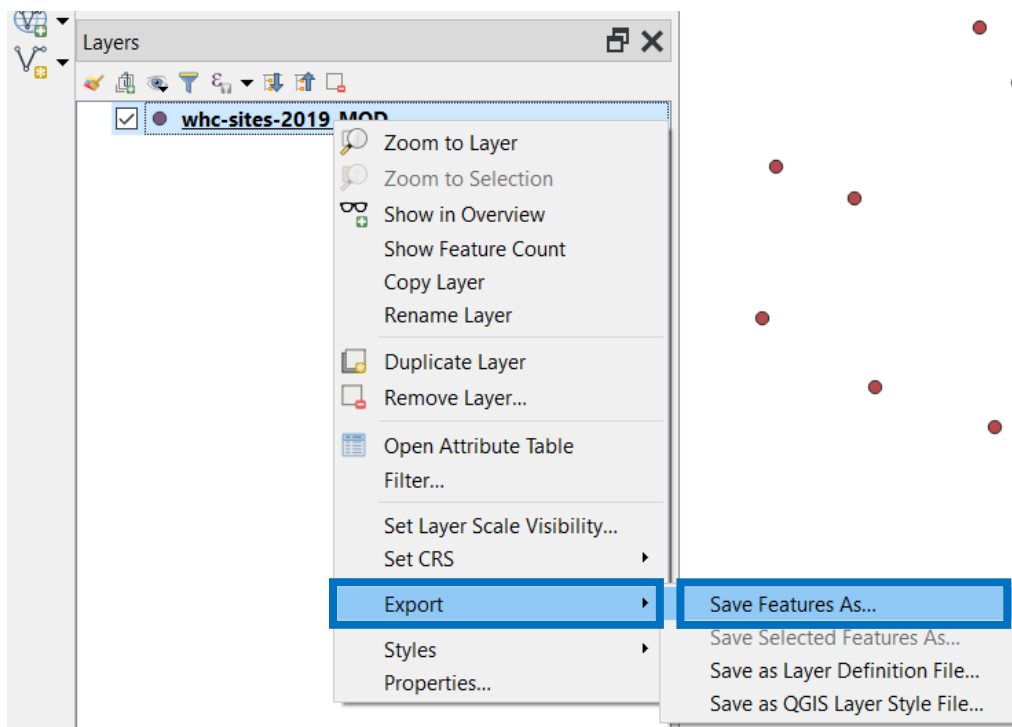 Layers
whc-sites-2019_MOD
Zoom to Layer
Zoom to Selection
Show in Overview
Show Feature Count
Copy Layer
Rename Layer
Duplicate Layer
Remove Layer...
Open Attribute Table
Filter...
Set Layer Scale Visibility...
Set CRS
Export
Save Features As...
Save Selected Features As...
Styles
Save as Layer Definition File...
Properties...
Save as QGIS Layer Style File...